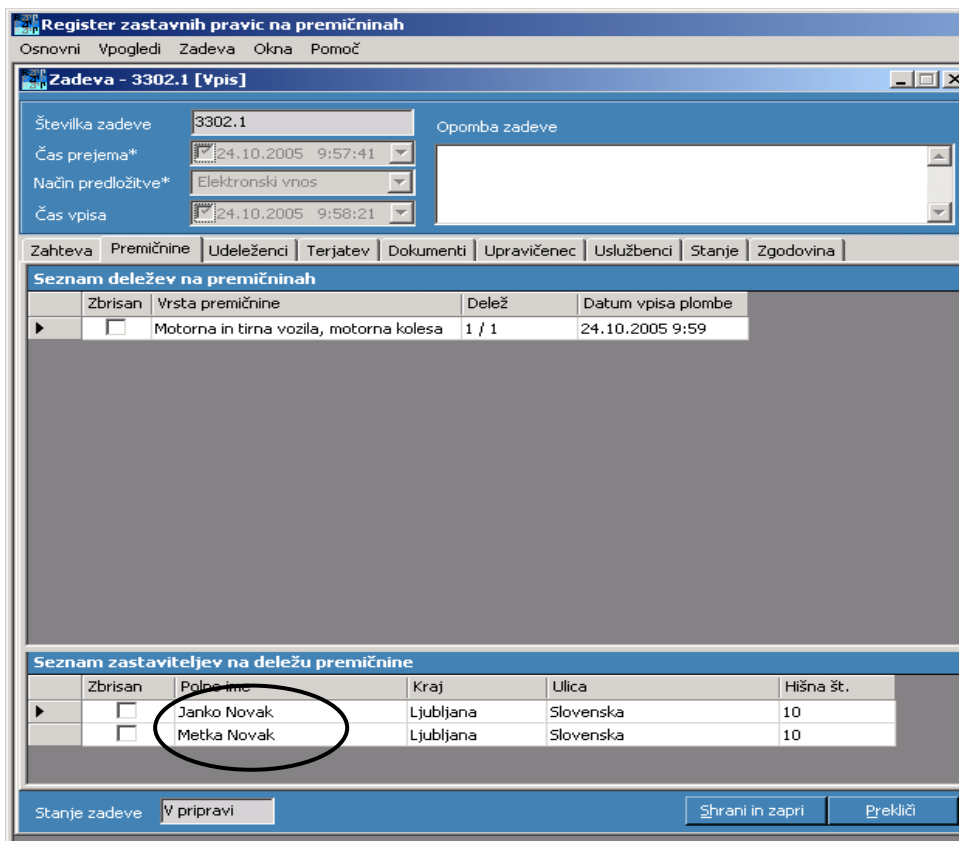 Register zastavnih pravic na premičninah
Osnovni Vpogledi Zadeva Okna Pomoč
Zadeva - 3302.1 [Vpis]
Številka zadeve 3302.1 Opomba zadeve
Čas prejema* 24.10.2005 9:57:41
Način predložitve* Elektronski vnos
Čas vpisa 24.10.2005 9:58:21
Zahteva Premičnine Udeleženci Terjatev Dokumenti Upravičenec Uslužbenci Stanje Zgodovina
Seznam deležev na premičninah
Zbrisan Vrsta premičnine Delež Datum vpisa plombe
Motorna in tirna vozila, motorna kolesa 1 / 1 24.10.2005 9:59
Seznam zastaviteljev na deležu premičnine
Zbrisan Polno ime Kraj Ulica Hišna št.
Janko Novak Ljubljana Slovenska 10
Metka Novak Ljubljana Slovenska 10
Stanje zadeve V pripravi Shrani in zapri Prekliči